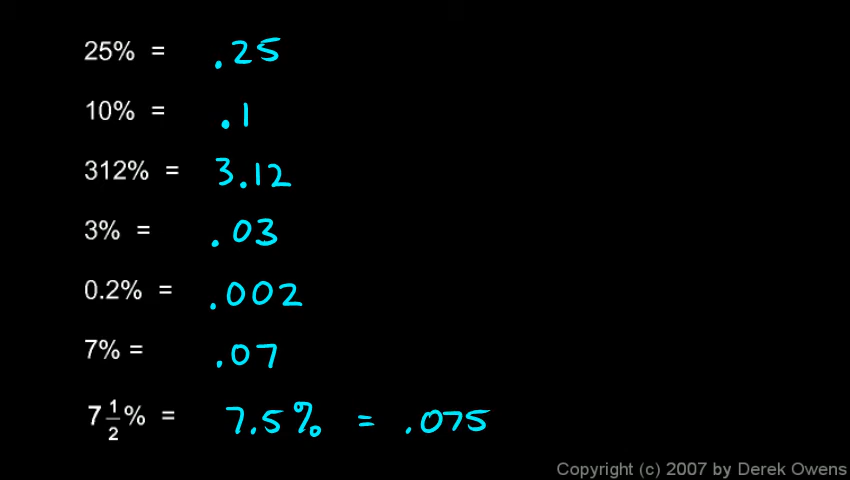 25% = .25
10% = .1
312% = 3.12
3% = .03
0.2% = .002
7% = .07
7 1/2% = 7.5% = .075
Copyright (c) 2007 by Derek Owens